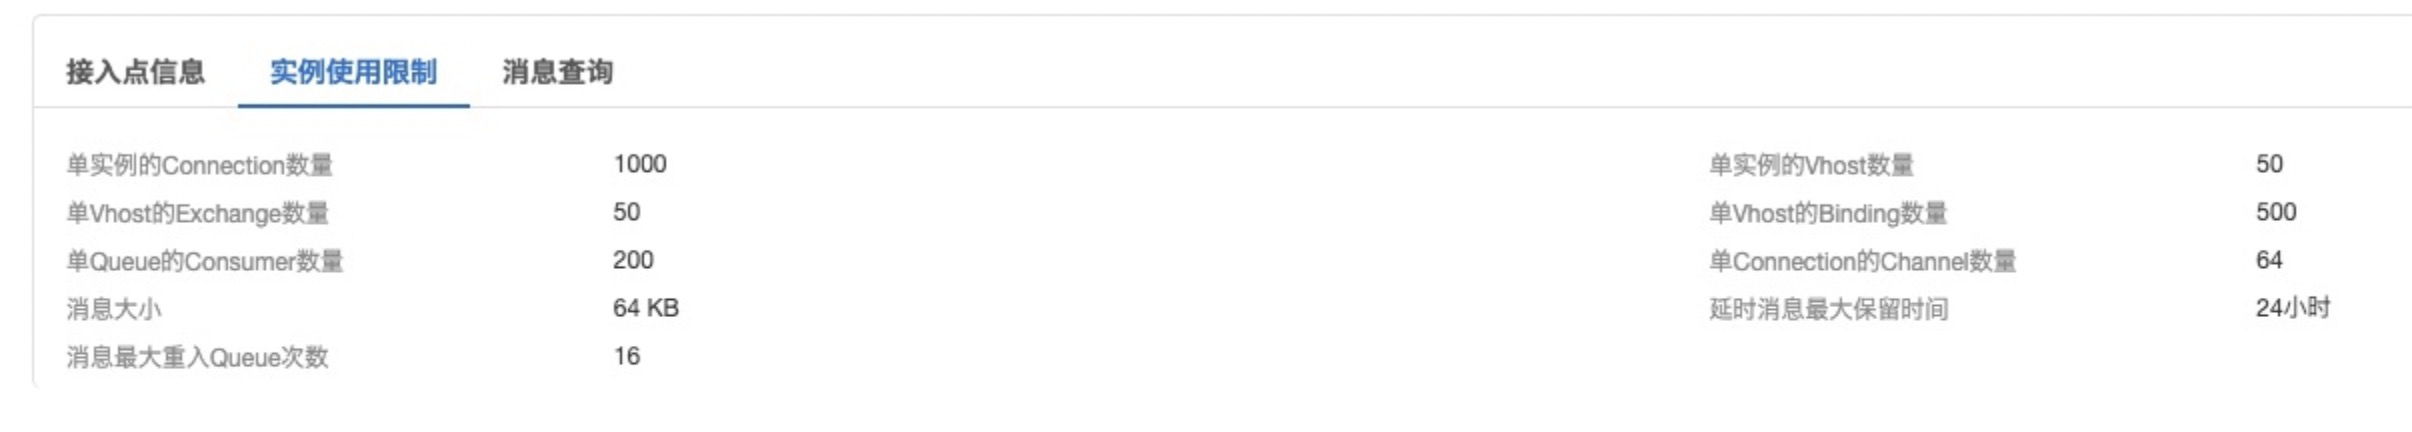 接入点信息 实例使用限制 消息查询
单实例的Connection数量 1000 单实例的Vhost数量 50
单Vhost的Exchange数量 50 单Vhost的Binding数量 500
单Queue的Consumer数量 200 单Connection的Channel数量 64
消息大小 64 KB 延时消息最大保留时间 24小时
消息最大重入Queue次数 16